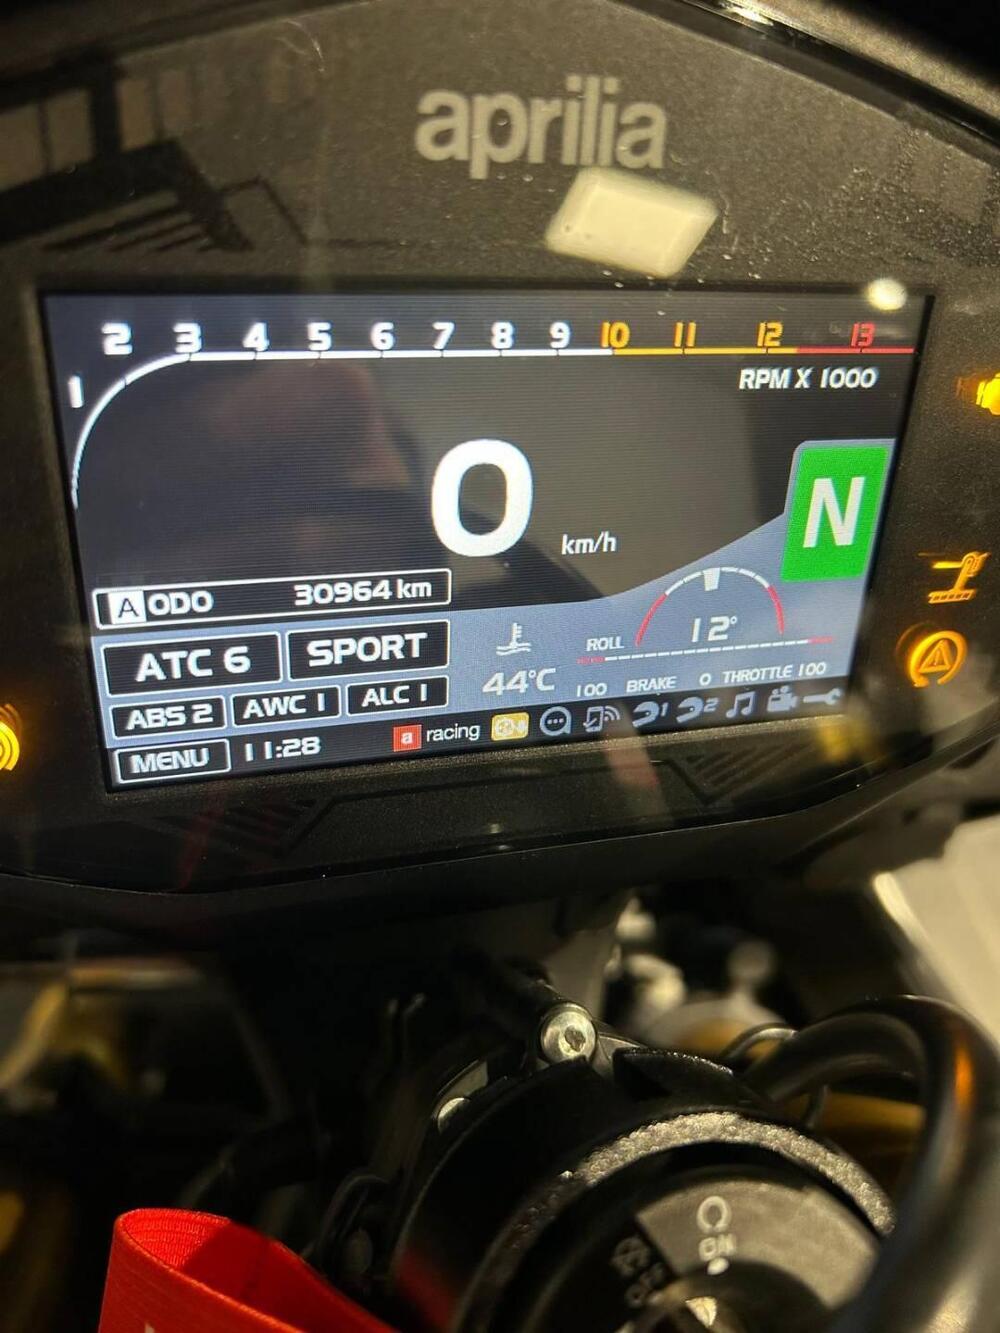 aprilia
1 2 3 4 5 6 7 8 9 10 11 12 13
RPM X 1000
0 km/h
N
A ODO 30964 km
ATC 6 SPORT
44°C
ROLL 12°
100 BRAKE 0 THROTTLE 100
ABS 2 AWC 1 ALC 1
MENU 11:28
a racing
1 2
ON